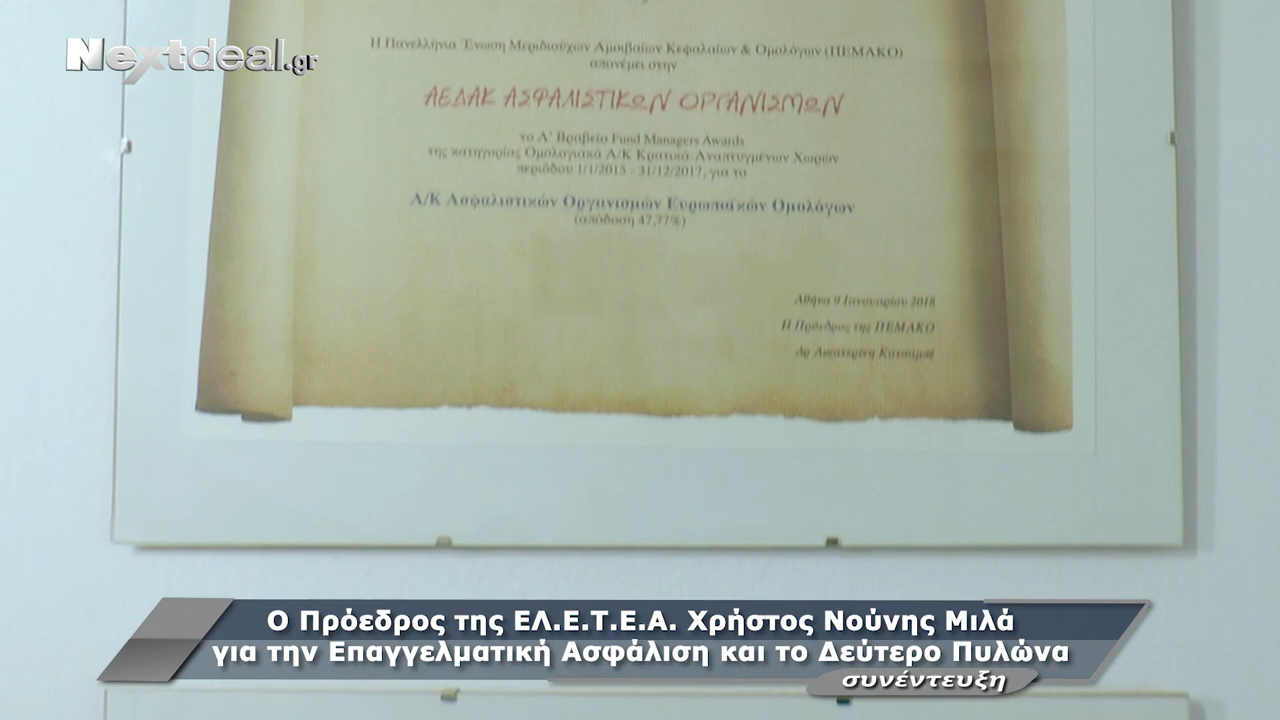 Nextdeal.gr
Η Πανελλήνια Ένωση Μεριδιούχων Αμοιβαίων Κεφαλαίων & Ομολόγων (ΠΕΜΑΚΟ)
απονέμει στην
ΑΕΔΑΚ ΑΣΦΑΛΙΣΤΙΚΩΝ ΟΡΓΑΝΙΣΜΩΝ
το Α' Βραβείο Fund Managers Awards
της κατηγορίας Ομολογιακά Α/Κ Κρατικά-Αναπτυγμένων Χωρών
περιόδου 1/1/2013 - 31/12/2017, για το
Α/Κ Ασφαλιστικών Οργανισμών Ευρωπαϊκών Ομολόγων
(απόδοση 47,77%)
Αθήνα 9 Ιανουαρίου 2018
Η Πρόεδρος της ΠΕΜΑΚΟ
Δρ Αικατερίνη
Ο Πρόεδρος της ΕΛ.Ε.Τ.Ε.Α. Χρήστος Νούνης Μιλά
για την Επαγγελματική Ασφάλιση και το Δεύτερο Πυλώνα
συνέντευξη